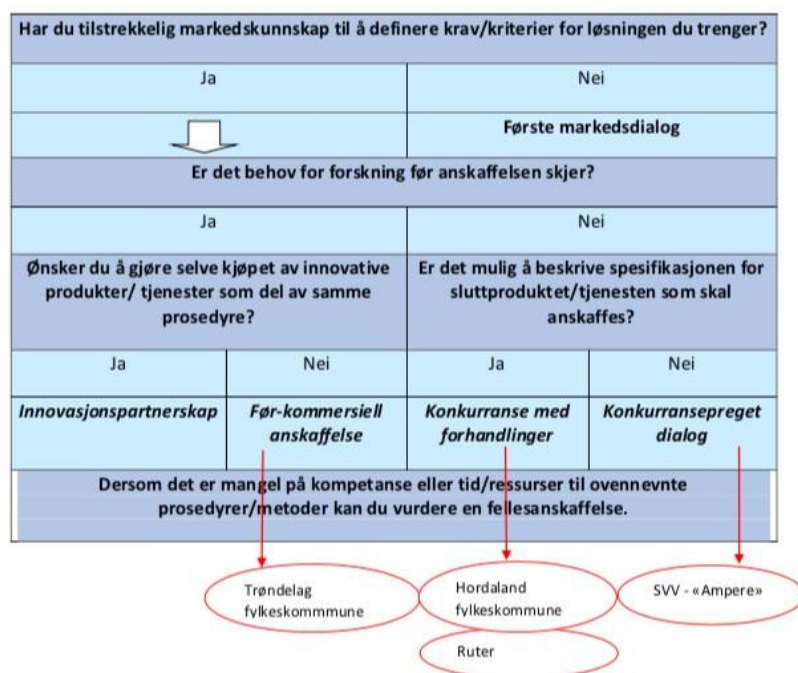 Har du tilstrekkelig markedskunnskap til å definere krav/kriterier for løsningen du trenger?
Ja
Nei
Første markedsdialog
Er det behov for forskning før anskaffelsen skjer?
Ja
Nei
Ønsker du å gjøre selve kjøpet av innovative
produkter/ tjenester som del av samme
prosedyre?
Er det mulig å beskrive spesifikasjonen for
sluttproduktet/tjenesten som skal
anskaffes?
Ja
Nei
Ja
Nei
Innovasjonspartnerskap
Før-kommersiell
anskaffelse
Konkurranse med
forhandlinger
Konkurransepreget
dialog
Dersom det er mangel på kompetanse eller tid/ressurser til ovennevnte
prosedyrer/metoder kan du vurdere en fellesanskaffelse.
Trøndelag
fylkeskommmune
Hordaland
fylkeskommune
SVV - «Ampere»
Ruter